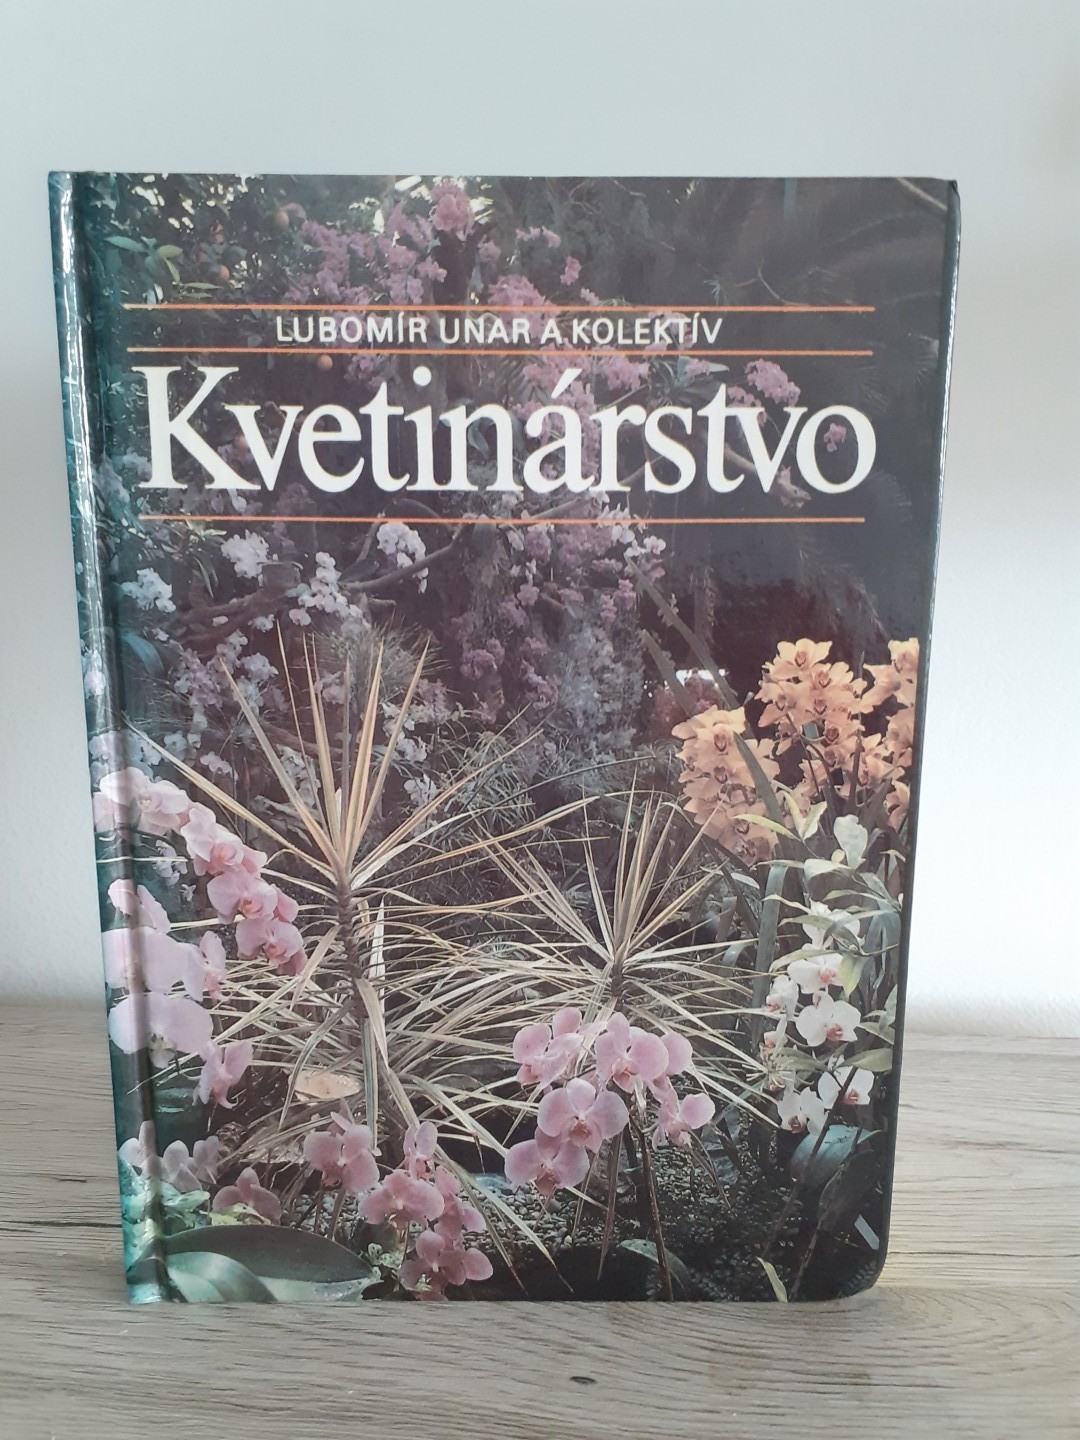 LUBOMÍR UNAR A KOLEKTÍV
Kvetinárstvo